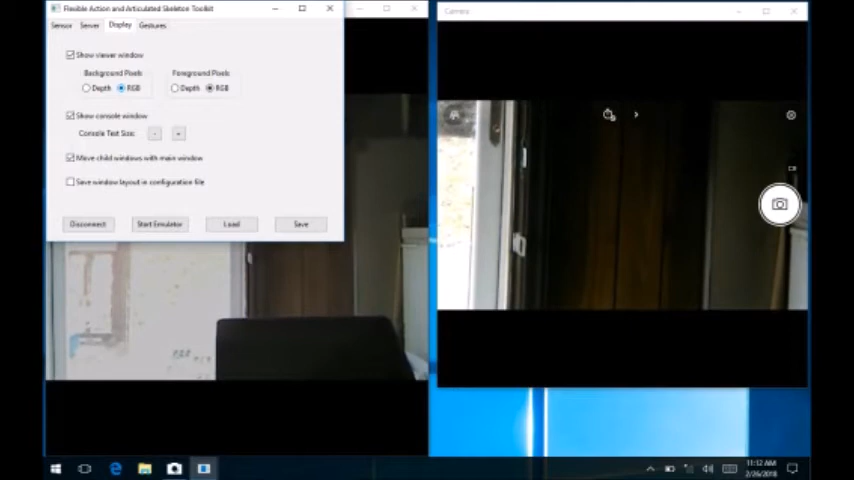 Flexible Action and Articulated Skeleton Toolkit
Sensor Server Display Gestures
Show viewer window
Background Pixels Foreground Pixels
Depth RGB Depth RGB
Show console window
Console Text Size: - +
Move child windows with main window
Save window layout in configuration file
Disconnect Start Emulator Load Save
Camera
11:12 AM
2/26/2018